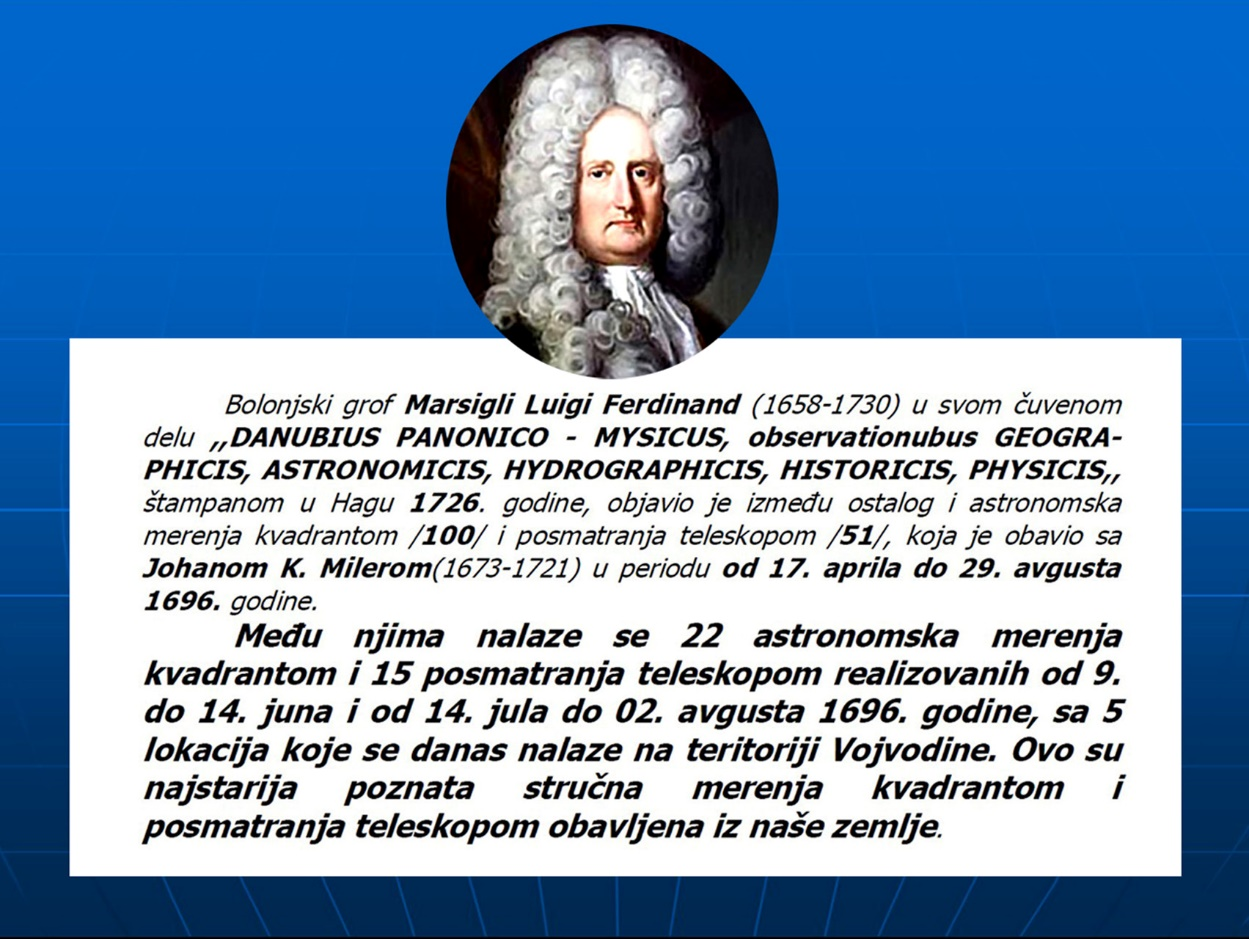 Bolonjski grof Marsigli Luigi Ferdinand (1658-1730) u svom čuvenom
delu ,,DANUBIUS PANONICO - MYSICUS, observationubus GEOGRA-
PHICIS, ASTRONOMICIS, HYDROGRAPHICIS, HISTORICIS, PHYSICIS,,
štampanom u Hagu 1726. godine, objavio je između ostalog i astronomska
merenja kvadrantom /100/ i posmatranja teleskopom /51/, koja je obavio sa
Johanom K. Milerom(1673-1721) u periodu od 17. aprila do 29. avgusta
1696. godine.
Među njima nalaze se 22 astronomska merenja
kvadrantom i 15 posmatranja teleskopom realizovanih od 9.
do 14. juna i od 14. jula do 02. avgusta 1696. godine, sa 5
lokacija koje se danas nalaze na teritoriji Vojvodine. Ovo su
najstarija poznata stručna merenja kvadrantom i
posmatranja teleskopom obavljena iz naše zemlje.